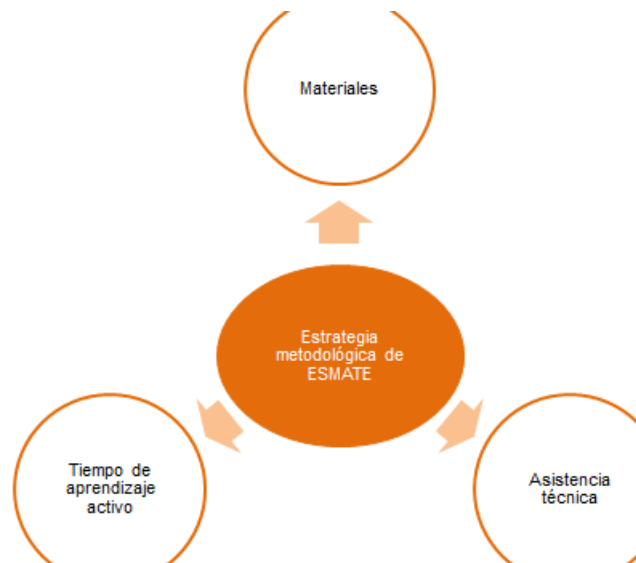 Materiales
Estrategia
metodológica de
ESMATE
Tiempo de
aprendizaje
activo
Asistencia
técnica